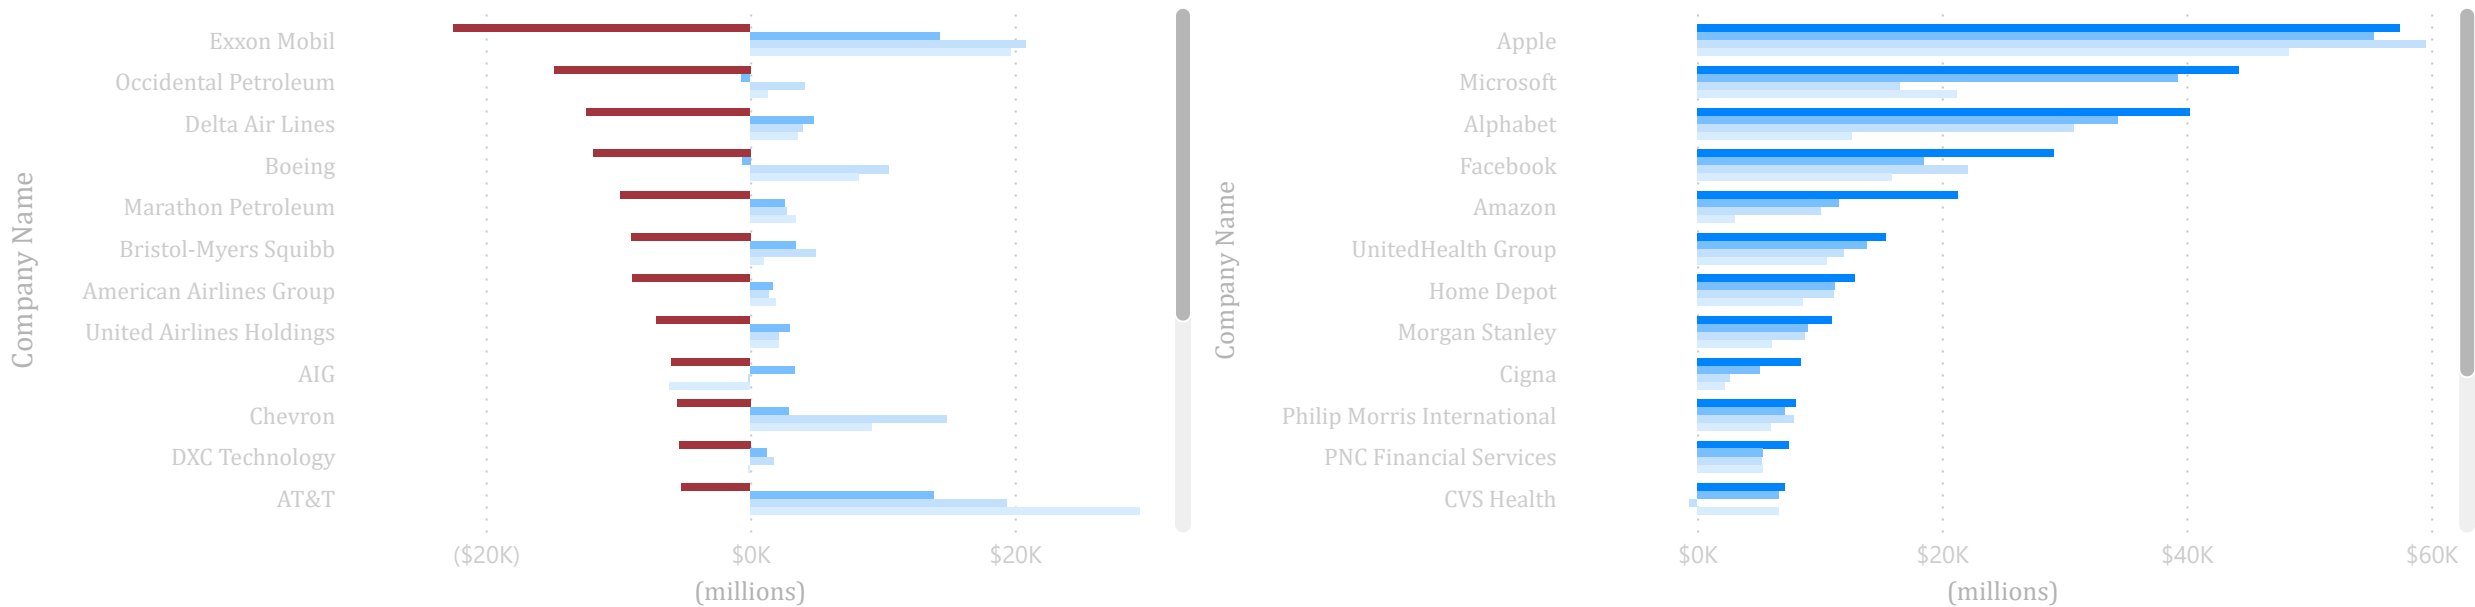 Company Name
Exxon Mobil
Occidental Petroleum
Delta Air Lines
Boeing
Marathon Petroleum
Bristol-Myers Squibb
American Airlines Group
United Airlines Holdings
AIG
Chevron
DXC Technology
AT&T
($20K) $0K $20K
(millions)
Company Name
Apple
Microsoft
Alphabet
Facebook
Amazon
UnitedHealth Group
Home Depot
Morgan Stanley
Cigna
Philip Morris International
PNC Financial Services
CVS Health
$0K $20K $40K $60K
(millions)